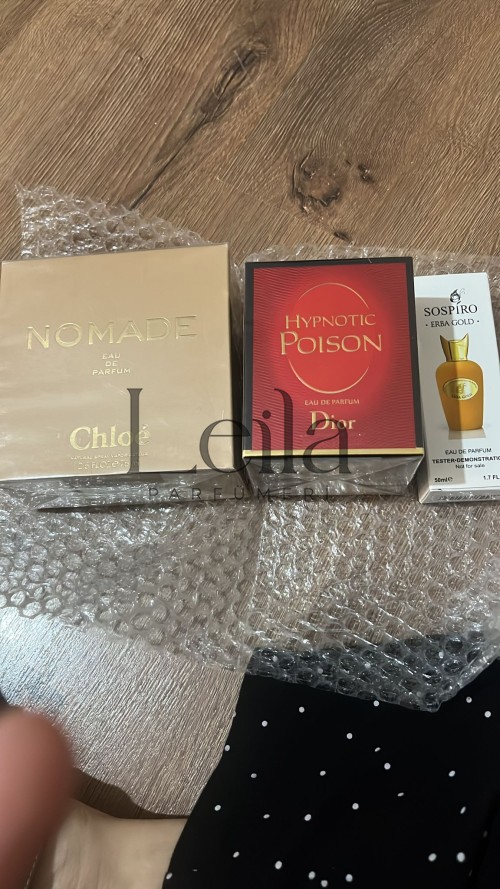 NOMADE
EAU
DE
PARFUM
Chloé
HYPNOTIC
POISON
EAU DE PARFUM
Dior
SOSPIRO
• ERBA GOLD •
EAU DE PARFUM
TESTER-DEMONSTRATIO
Not for sale
50ml℮ 1.7 FL
Leila
PARFUMERI